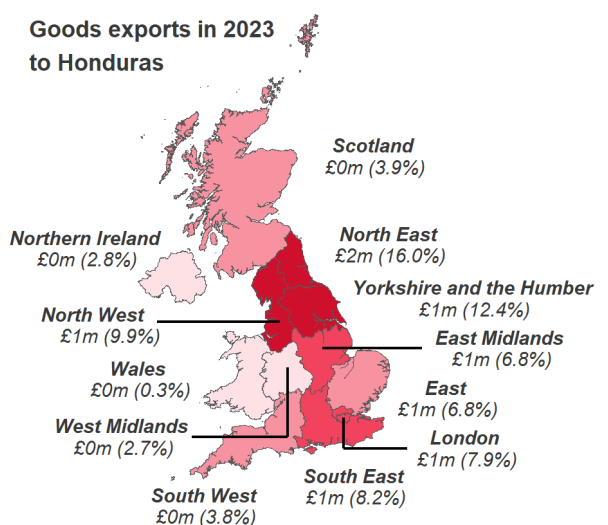 Goods exports in 2023
to Honduras
Scotland
£0m (3.9%)
Northern Ireland
£0m (2.8%)
North East
£2m (16.0%)
Yorkshire and the Humber
£1m (12.4%)
North West
£1m (9.9%)
East Midlands
£1m (6.8%)
Wales
£0m (0.3%)
East
£1m (6.8%)
West Midlands
£0m (2.7%)
London
£1m (7.9%)
South East
£1m (8.2%)
South West
£0m (3.8%)